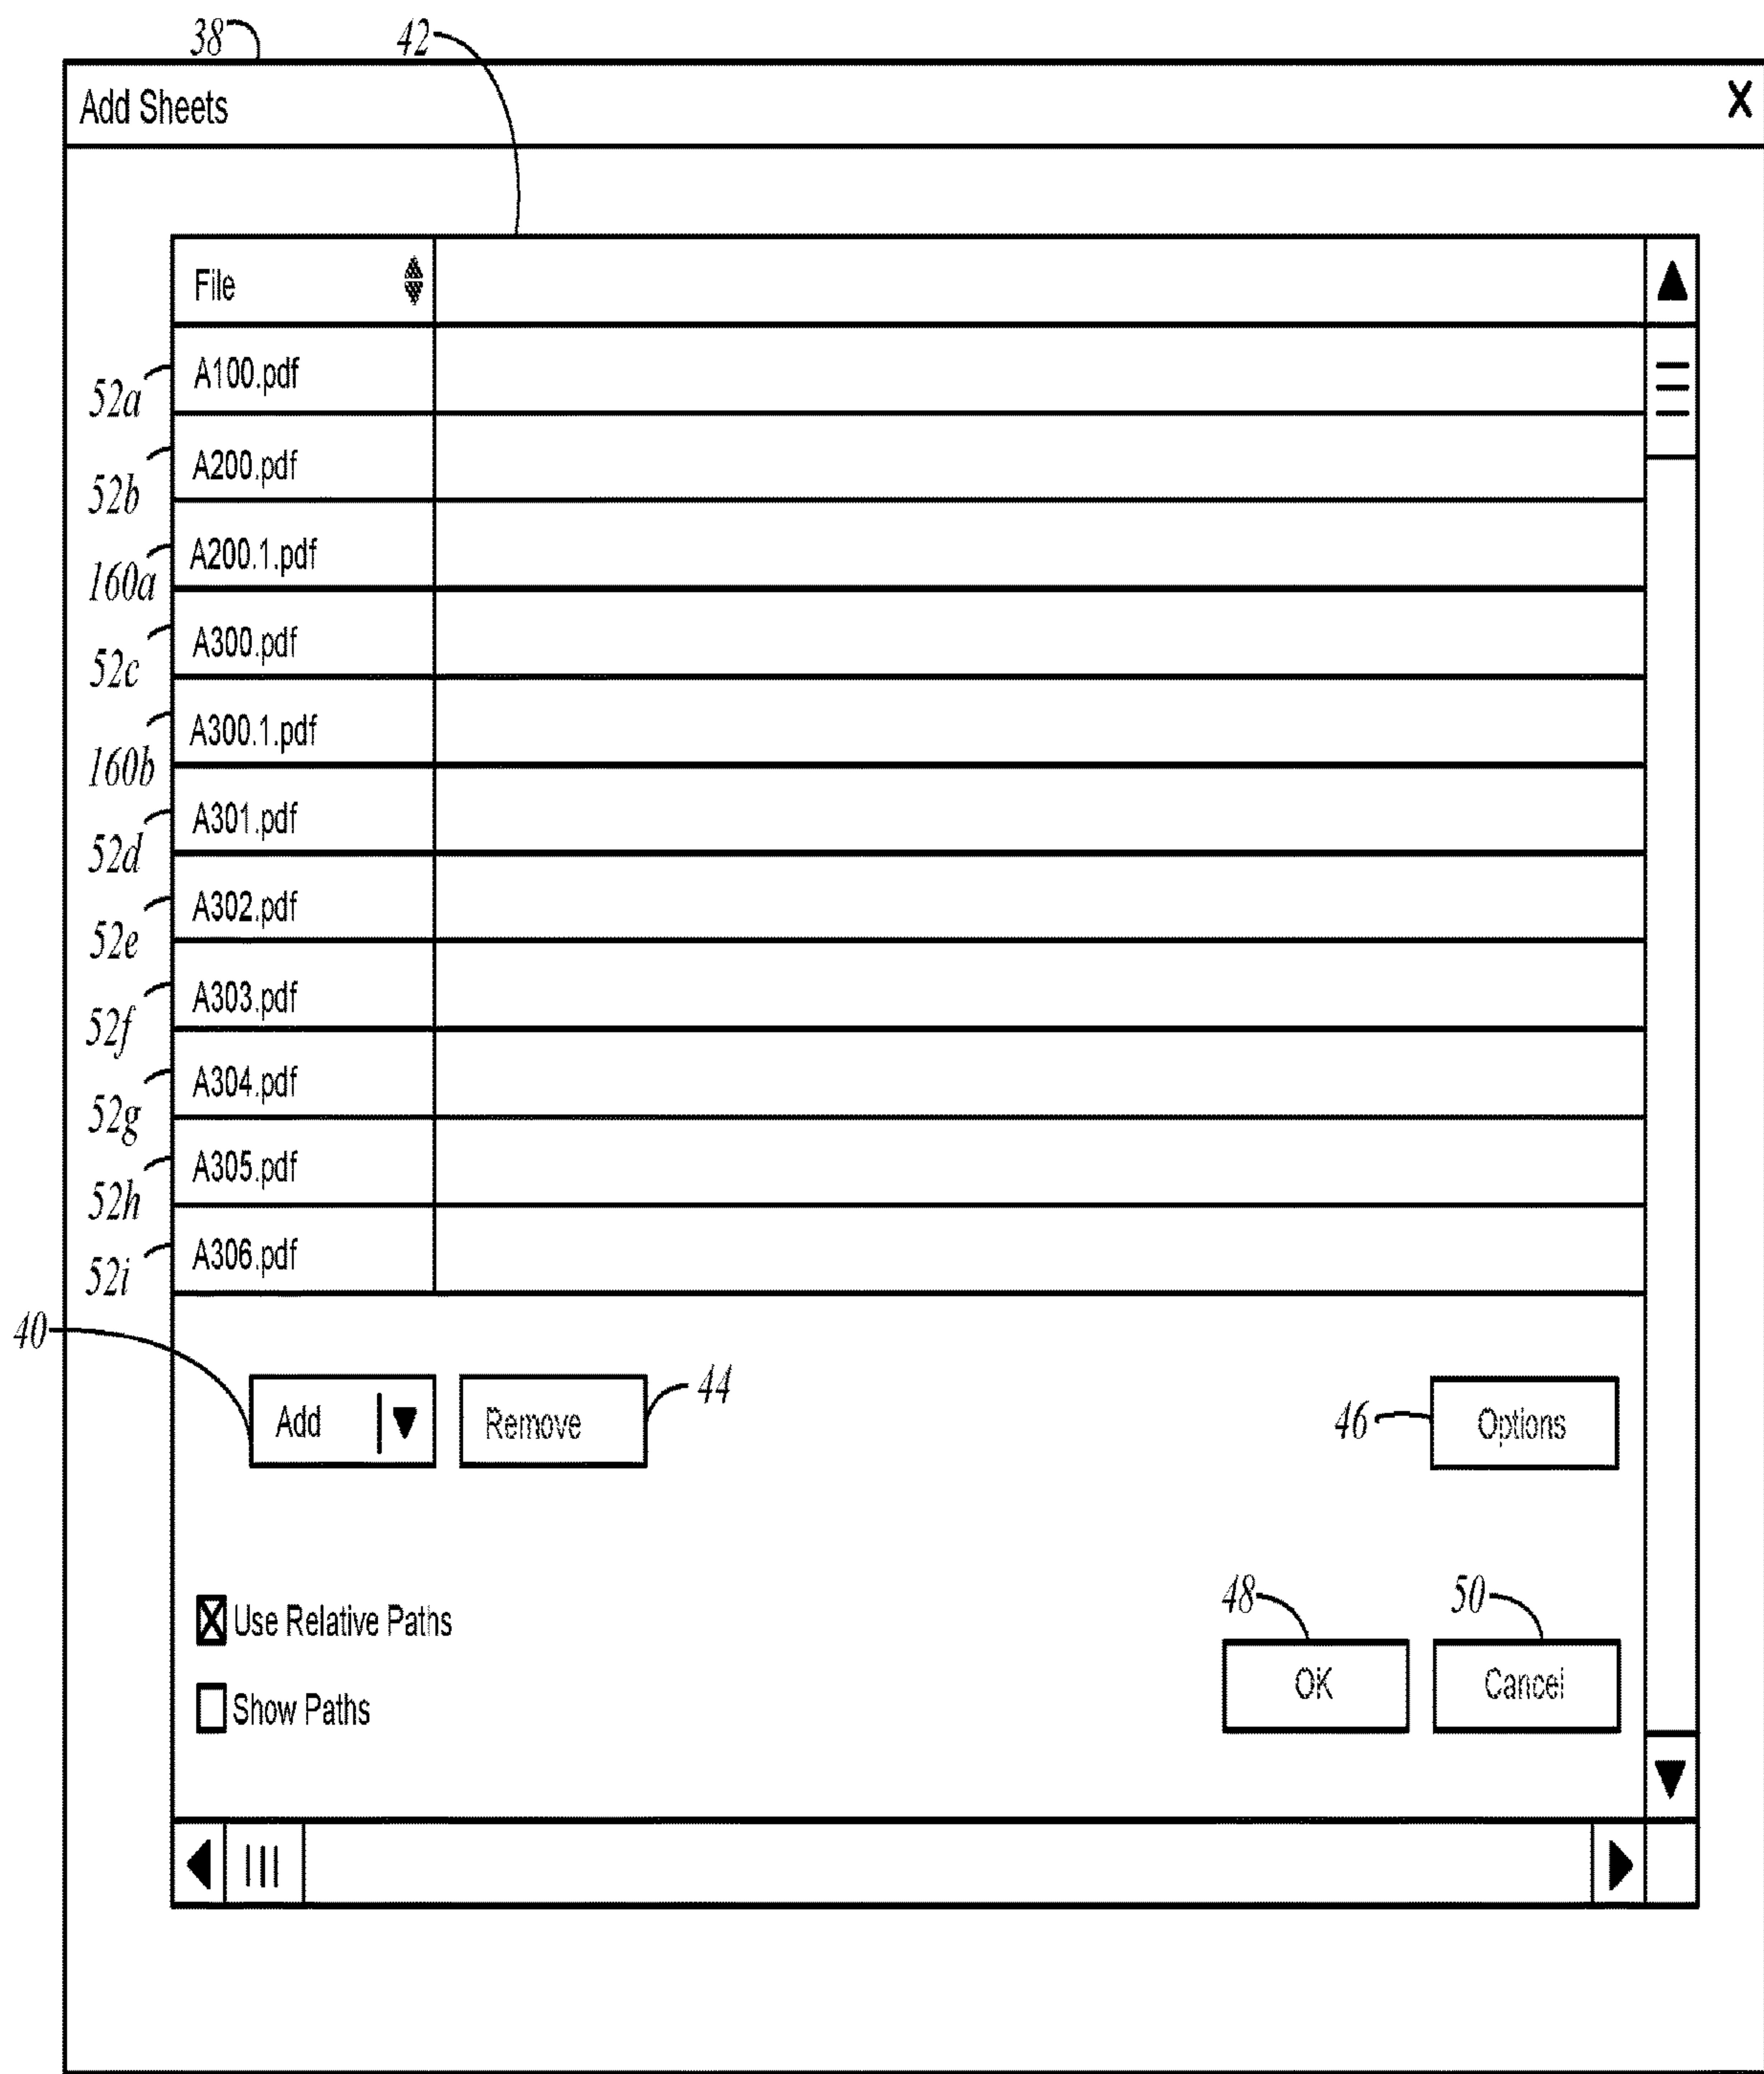 38 42
Add Sheets X
File
52a A100.pdf
52b A200.pdf
160a A200.1.pdf
52c A300.pdf
160b A300.1.pdf
52d A301.pdf
52e A302.pdf
52f A303.pdf
52g A304.pdf
52h A305.pdf
52i A306.pdf
40 Add Remove 44 46 Options
Use Relative Paths 48 50
OK Cancel
Show Paths